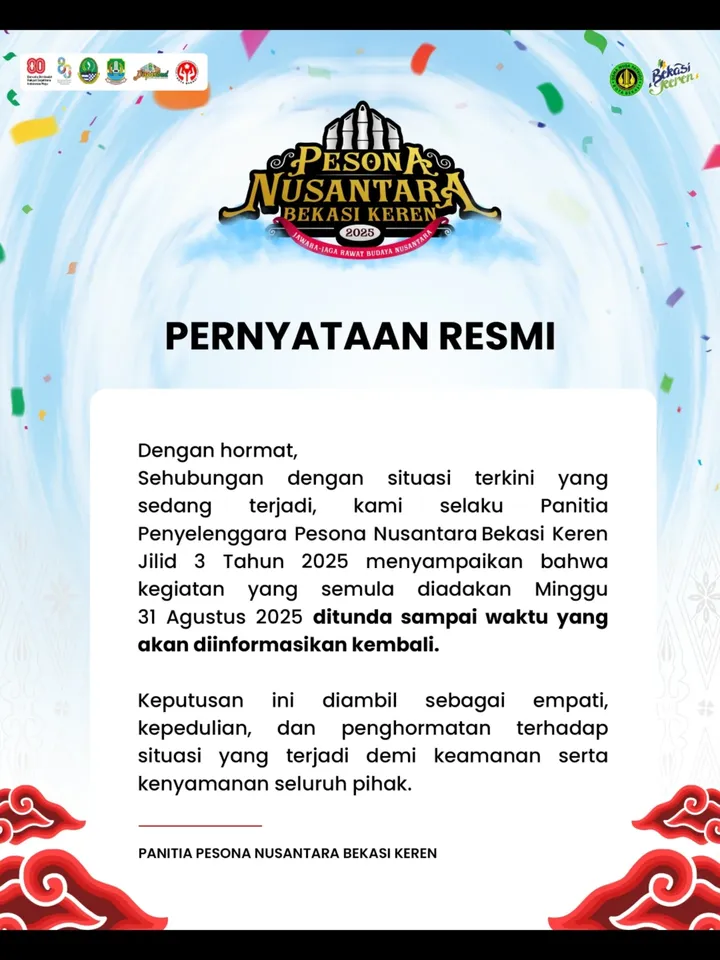 Bekasi
Keren
PESONA
NUSANTARA
BEKASI KEREN
2025
JAWARA-JAGA RAWAT BUDAYA NUSANTARA
PERNYATAAN RESMI
Dengan hormat,
Sehubungan dengan situasi terkini yang
sedang terjadi, kami selaku Panitia
Penyelenggara Pesona Nusantara Bekasi Keren
Jilid 3 Tahun 2025 menyampaikan bahwa
kegiatan yang semula diadakan Minggu
31 Agustus 2025 ditunda sampai waktu yang
akan diinformasikan kembali.
Keputusan ini diambil sebagai empati,
kepedulian, dan penghormatan terhadap
situasi yang terjadi demi keamanan serta
kenyamanan seluruh pihak.
PANITIA PESONA NUSANTARA BEKASI KEREN